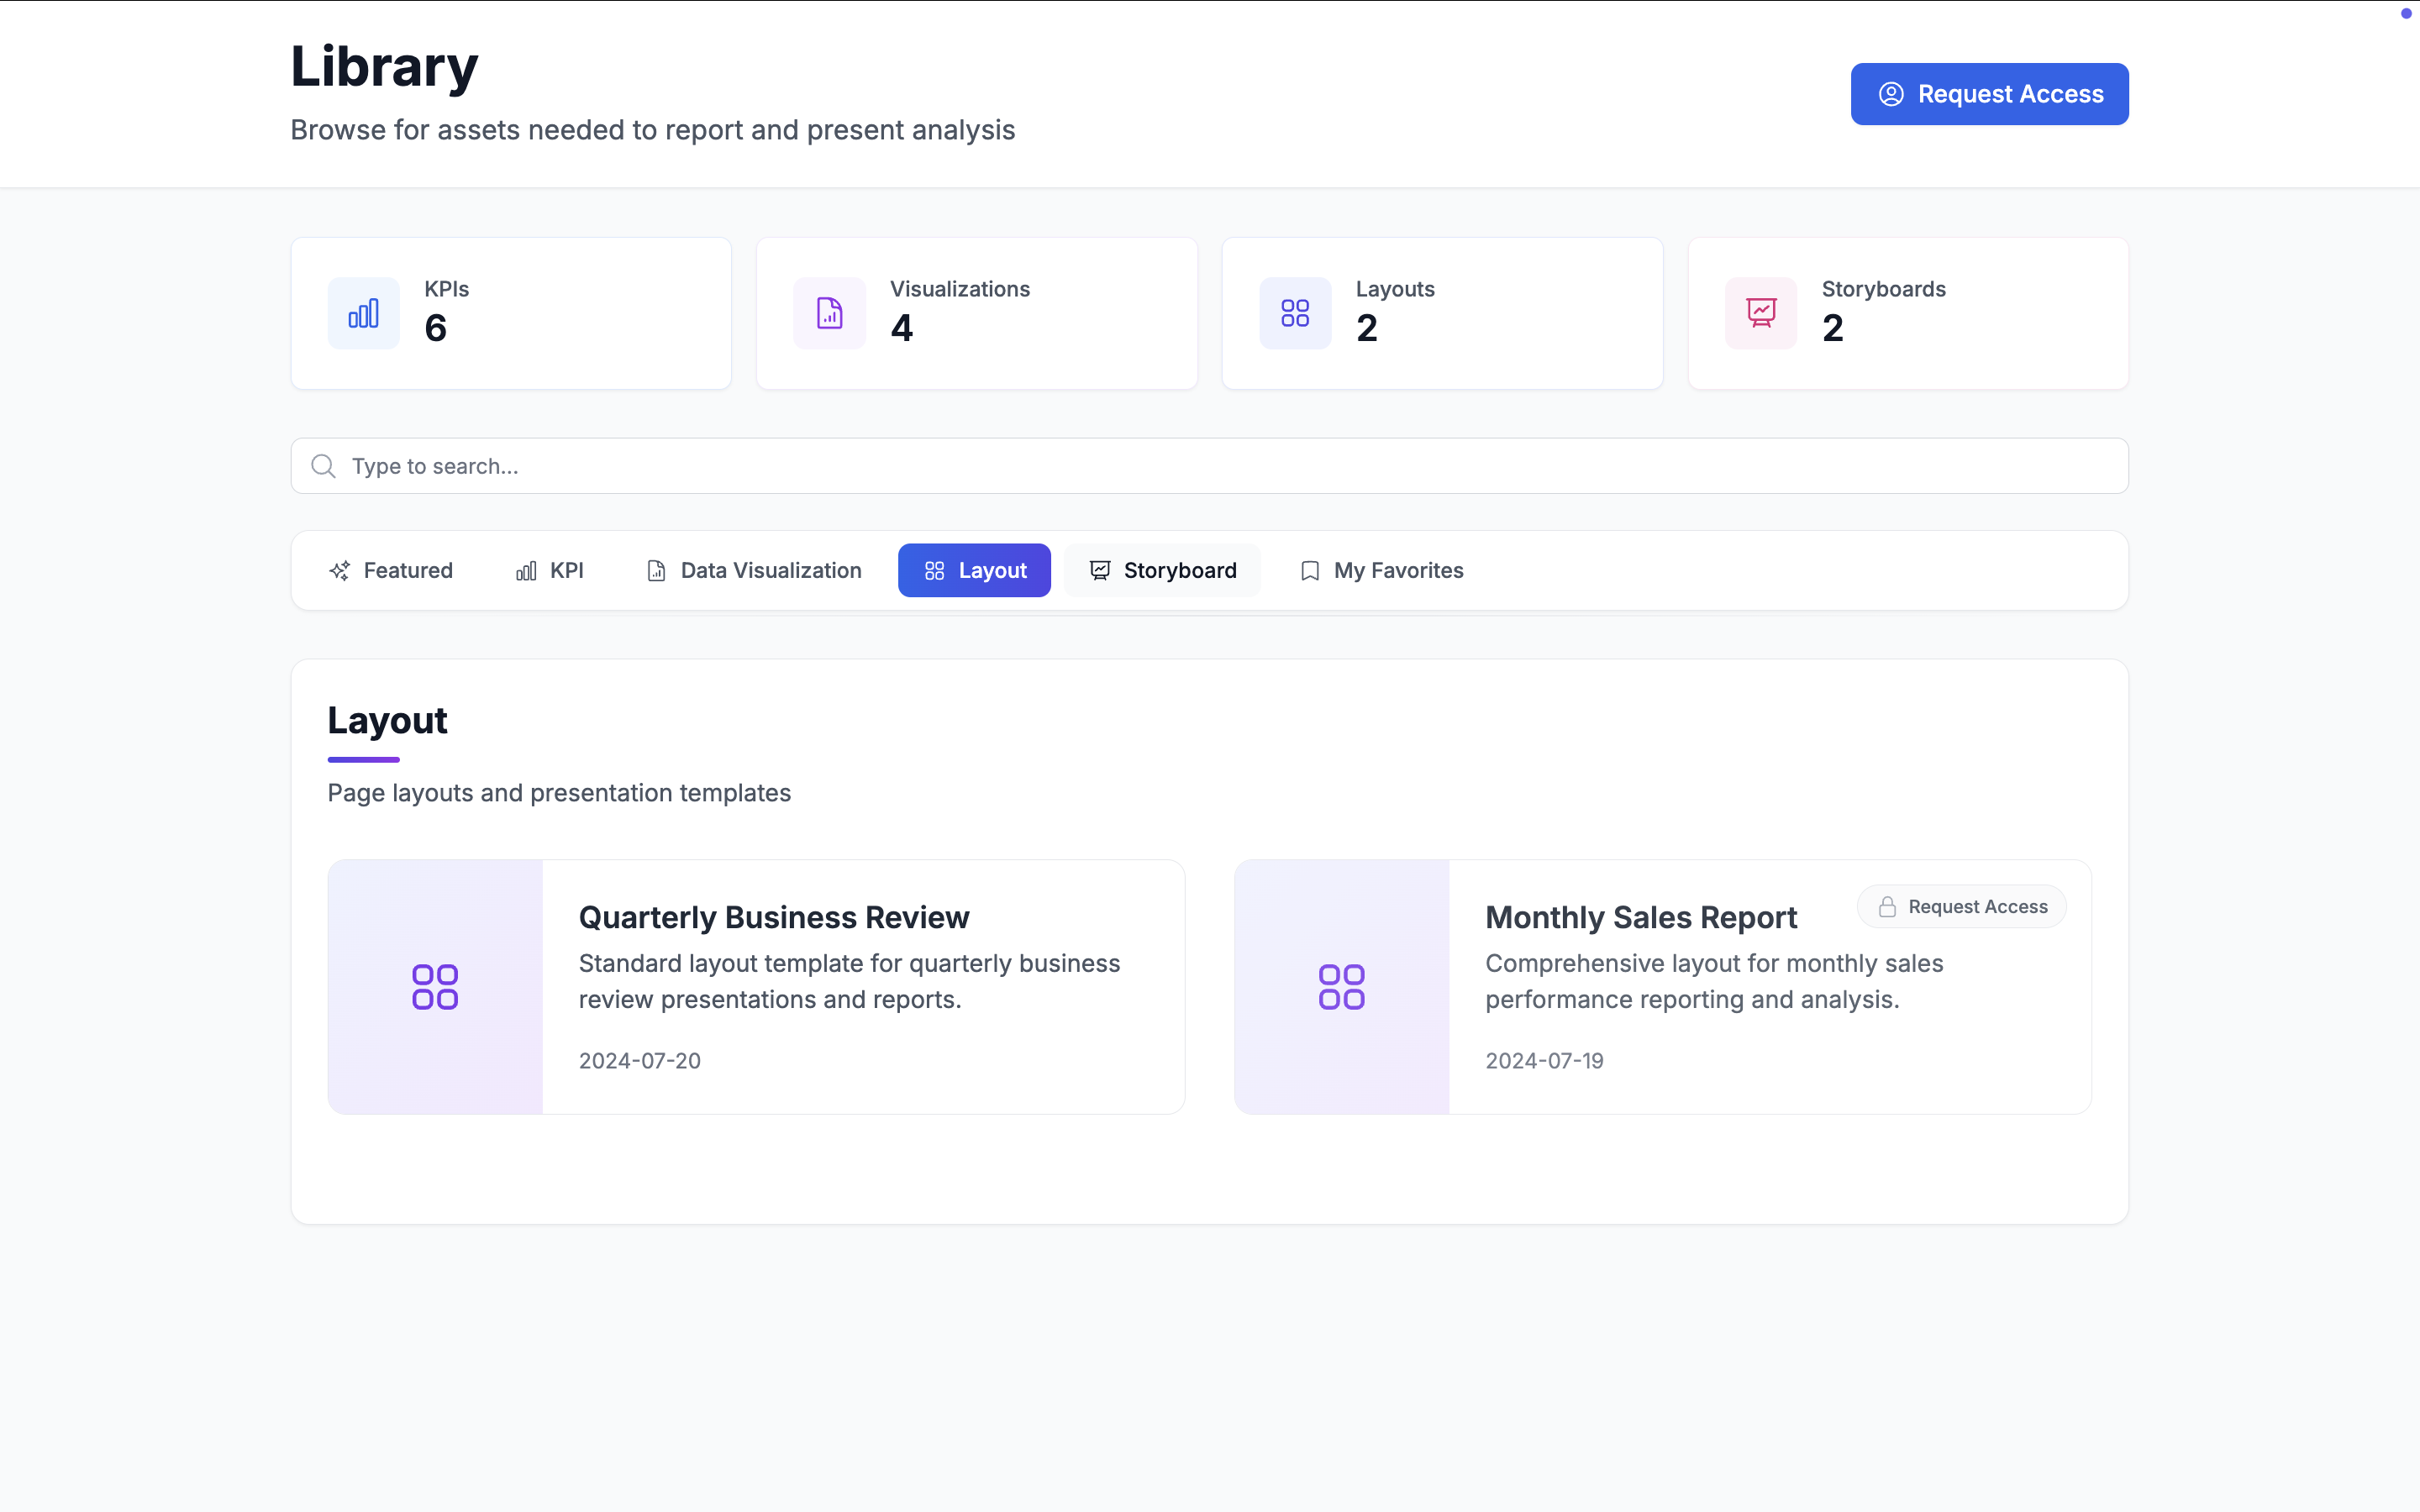 Library
Browse for assets needed to report and present analysis
Request Access
KPIs
6
Visualizations
4
Layouts
2
Storyboards
2
Type to search...
Featured
KPI
Data Visualization
Layout
Storyboard
My Favorites
Layout
Page layouts and presentation templates
Quarterly Business Review
Standard layout template for quarterly business
review presentations and reports.
2024-07-20
Monthly Sales Report
Request Access
Comprehensive layout for monthly sales
performance reporting and analysis.
2024-07-19